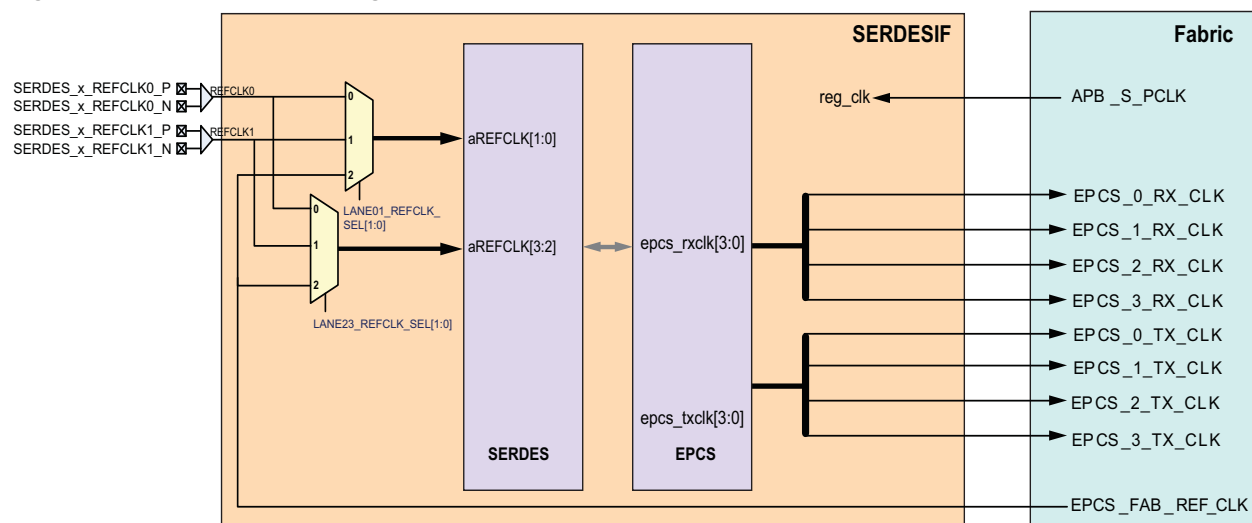 SERDESIF
Fabric
SERDES_x_REFCLK0_P
SERDES_x_REFCLK0_N
REFCLK0
SERDES_x_REFCLK1_P
SERDES_x_REFCLK1_N
REFCLK1
0
1
2
LANE01_REFCLK_
SEL[1:0]
0
1
2
LANE23_REFCLK_SEL[1:0]
aREFCLK[1:0]
aREFCLK[3:2]
SERDES
epcs_rxclk[3:0]
epcs_txclk[3:0]
EPCS
reg_clk
APB _S_PCLK
EPCS_0_RX_CLK
EPCS_1_RX_CLK
EPCS_2_RX_CLK
EPCS_3_RX_CLK
EPCS_0_TX_CLK
EPCS_1_TX_CLK
EPCS_2_TX_CLK
EPCS_3_TX_CLK
EPCS _FAB _ REF_CLK